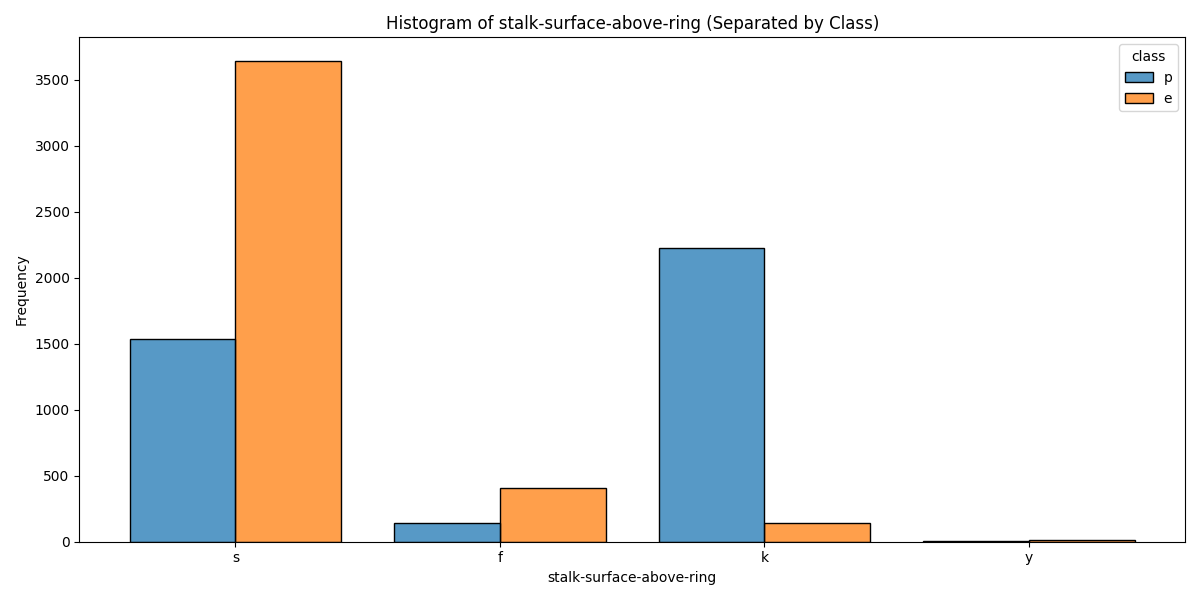 Histogram of stalk-surface-above-ring (Separated by Class)
class
p
e
Frequency
3500
3000
2500
2000
1500
1000
500
0
s
f
k
y
stalk-surface-above-ring